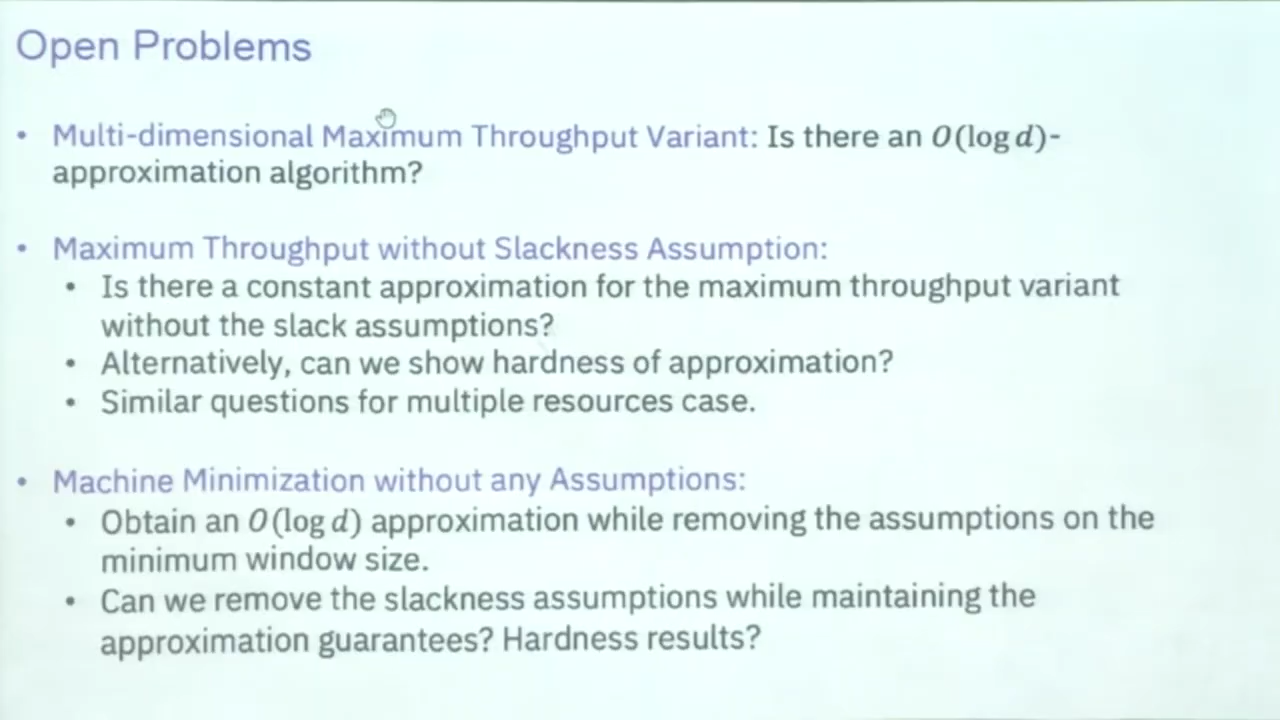 Open Problems
• Multi-dimensional Maximum Throughput Variant: Is there an O(log d)-
approximation algorithm?
• Maximum Throughput without Slackness Assumption:
• Is there a constant approximation for the maximum throughput variant
without the slack assumptions?
• Alternatively, can we show hardness of approximation?
• Similar questions for multiple resources case.
• Machine Minimization without any Assumptions:
• Obtain an O(log d) approximation while removing the assumptions on the
minimum window size.
• Can we remove the slackness assumptions while maintaining the
approximation guarantees? Hardness results?